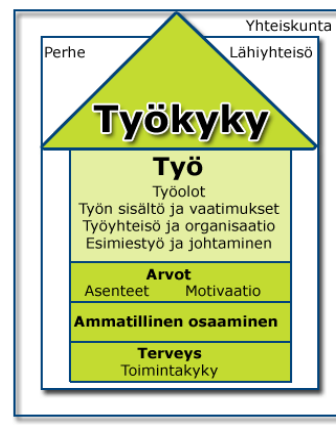 Yhteiskunta
Perhe
Lähiyhteisö
Työkyky
Työ
Työolot
Työn sisältö ja vaatimukset
Työyhteisö ja organisaatio
Esimiestyö ja johtaminen
Arvot
Asenteet Motivaatio
Ammatillinen osaaminen
Terveys
Toimintakyky